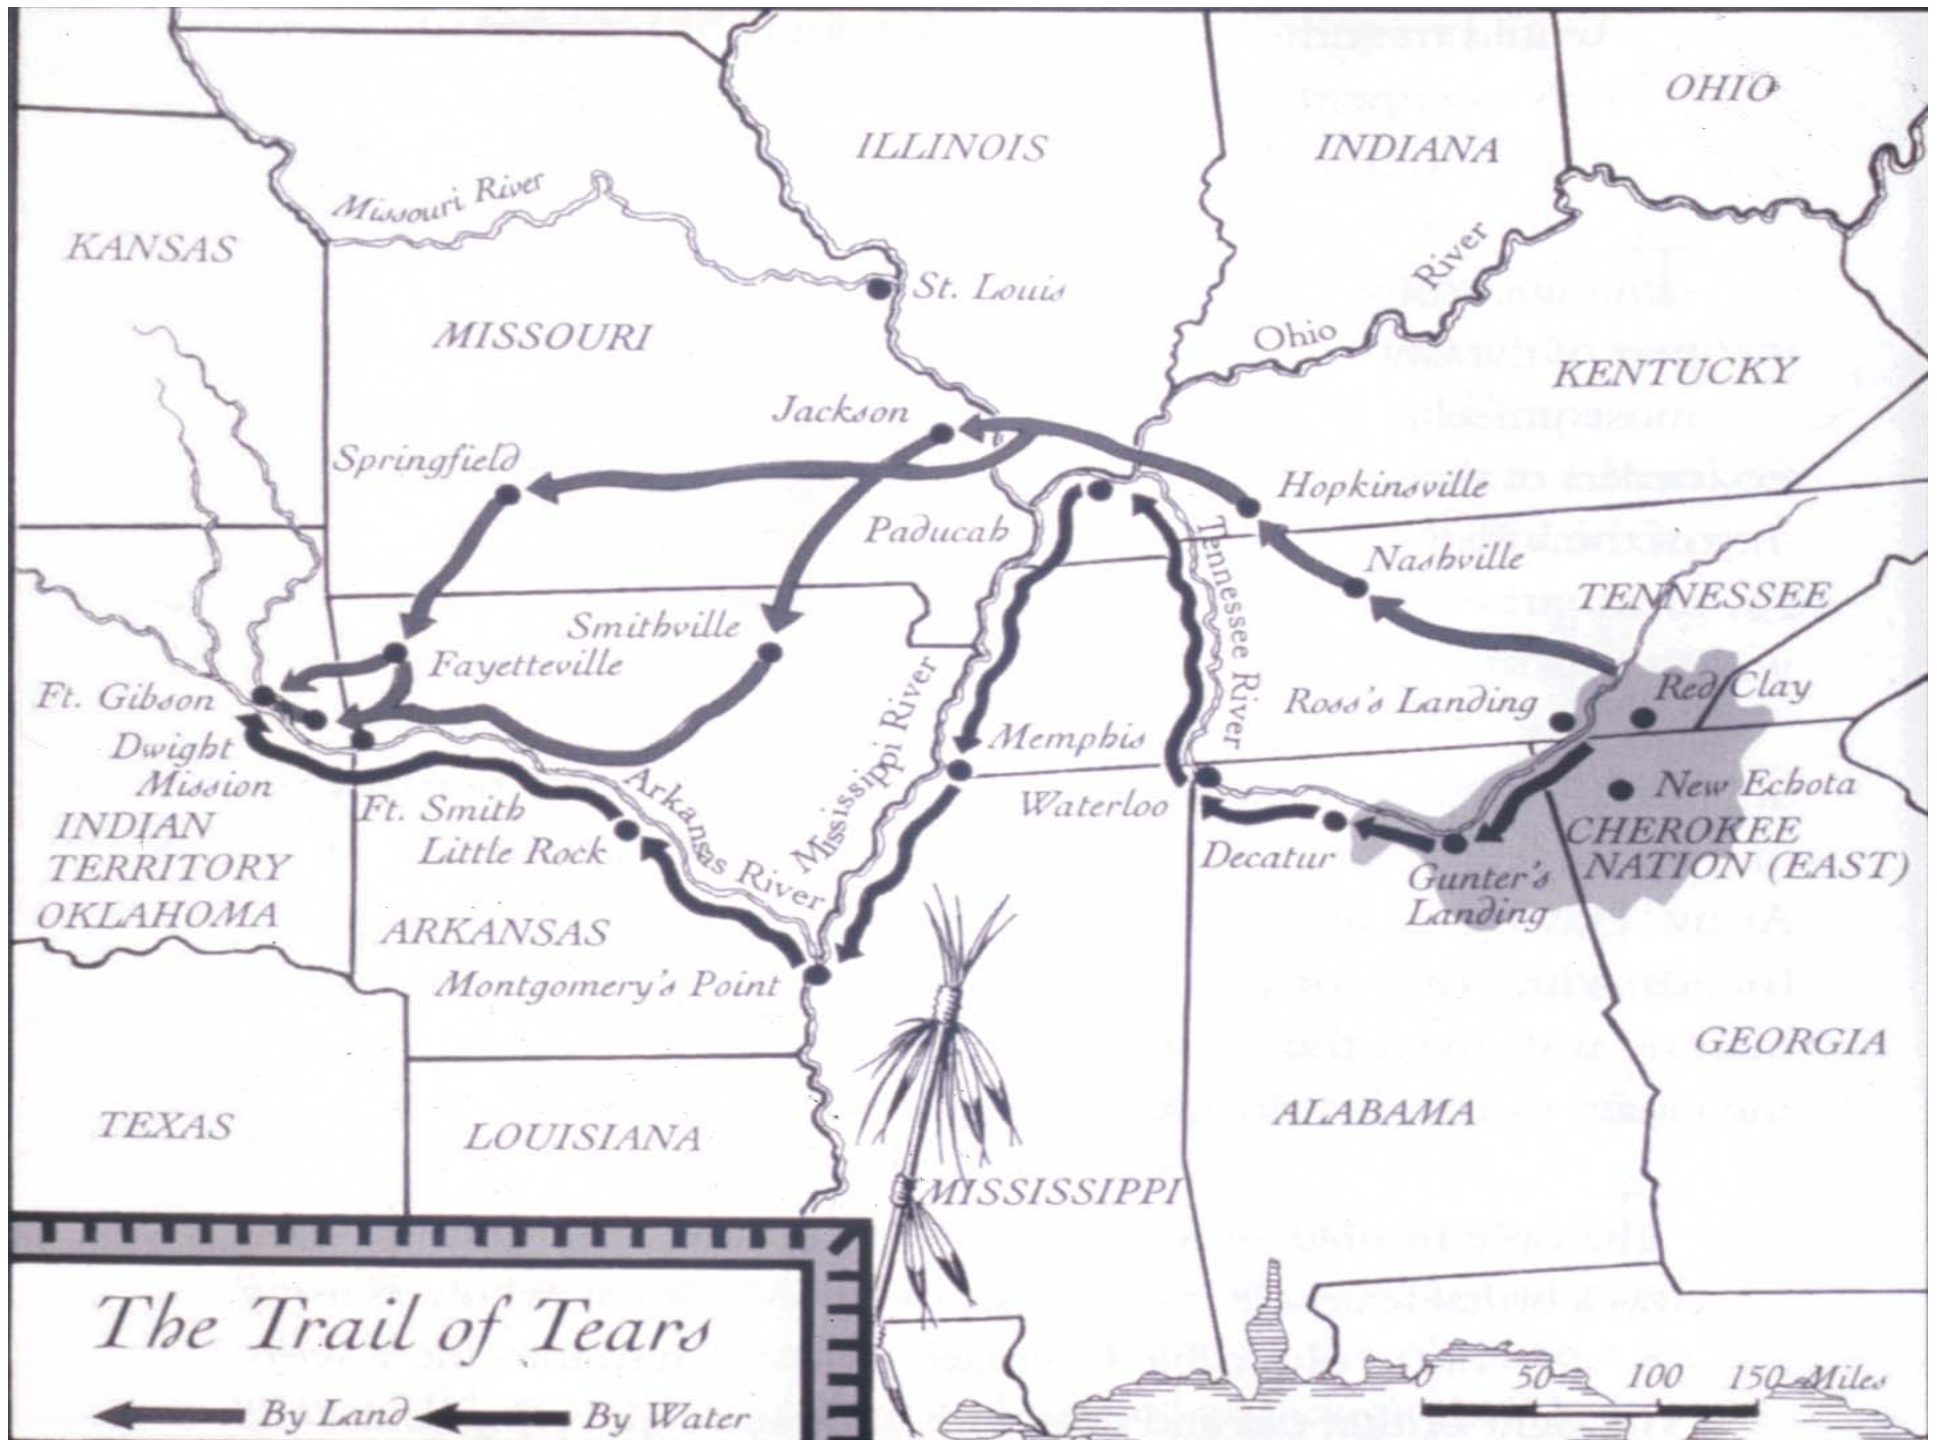 OHIO
ILLINOIS
INDIANA
Missouri River
KANSAS
River
St. Louis
MISSOURI
Ohio
KENTUCKY
Jackson
Springfield
Hopkinsville
Paducah
Tennessee River
Nashville
TENNESSEE
Smithville
Fayetteville
Ft. Gibson
Mississippi River
Ross's Landing
Red Clay
Dwight
Mission
Memphis
New Echota
Waterloo
Arkansas River
Ft. Smith
INDIAN
TERRITORY
OKLAHOMA
Little Rock
Decatur
CHEROKEE
NATION (EAST)
Gunter's
Landing
ARKANSAS
Montgomery's Point
GEORGIA
TEXAS
LOUISIANA
ALABAMA
MISSISSIPPI
The Trail of Tears
By Land
By Water
0 50 100 150 Miles